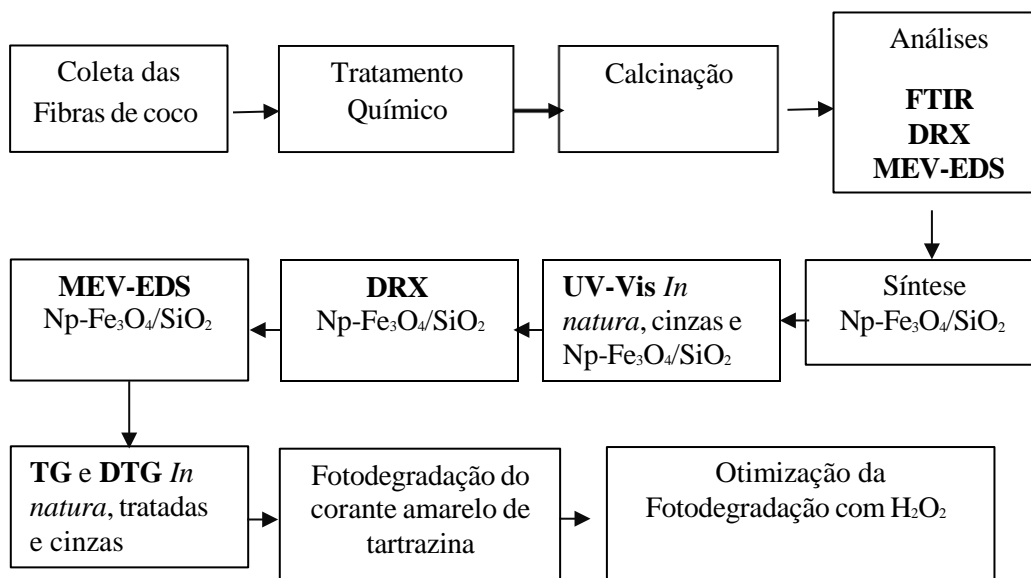 Coleta das
Fibras de coco
Tratamento
Químico
Calcinação
Análises
FTIR
DRX
MEV-EDS
MEV-EDS
Np-Fe₃O₄/SiO₂
DRX
Np-Fe₃O₄/SiO₂
UV-Vis In
natura, cinzas e
Np-Fe₃O₄/SiO₂
Síntese
Np-Fe₃O₄/SiO₂
TG e DTG In
natura, tratadas
e cinzas
Fotodegradação do
corante amarelo de
tartrazina
Otimização da
Fotodegradação com H₂O₂